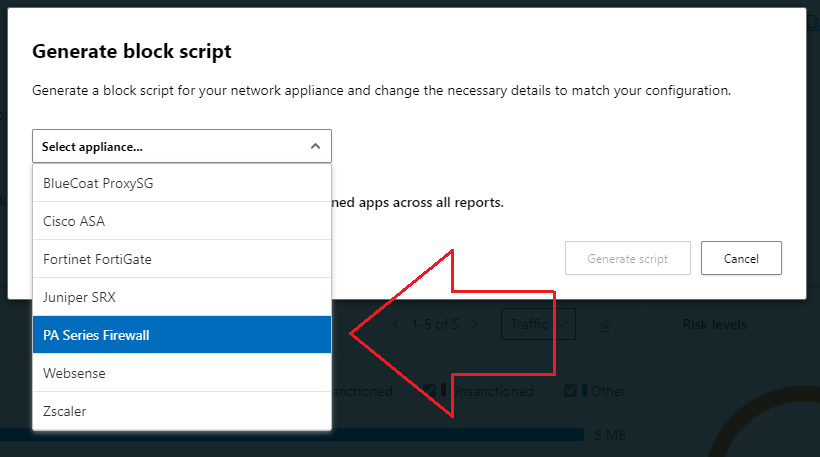 Generate block script
Generate a block script for your network appliance and change the necessary details to match your configuration.
Select appliance...
BlueCoat ProxySG
Cisco ASA
ned apps across all reports.
Fortinet FortiGate
Generate script
Cancel
Juniper SRX
PA Series Firewall
1-5 of 5
Traffic
Risk levels
Websense
nctioned
Unsanctioned
Other
Zscaler
5 MB